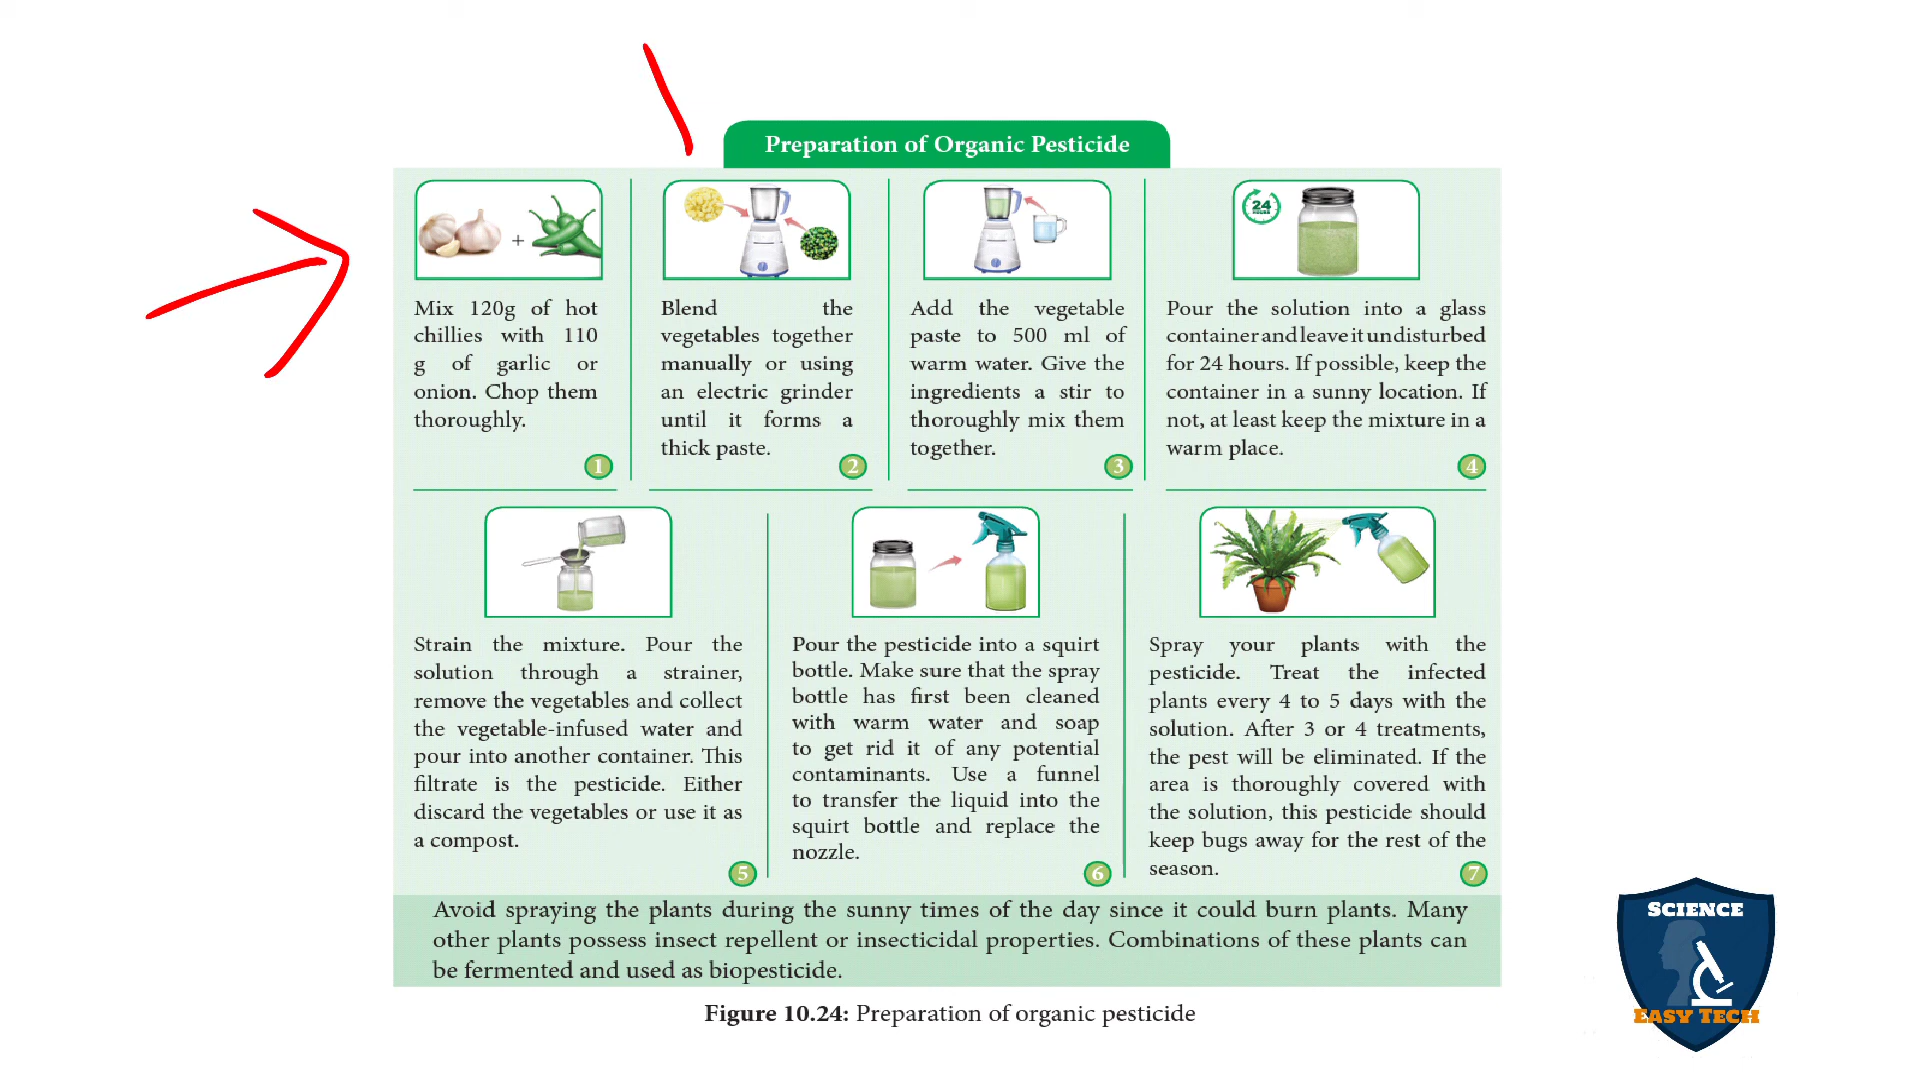 Preparation of Organic Pesticide
+
24
HOURS
Mix 120g of hot
chillies with 110
g of garlic or
onion. Chop them
thoroughly.
1
Blend the
vegetables together
manually or using
an electric grinder
until it forms a
thick paste.
2
Add the vegetable
paste to 500 ml of
warm water. Give the
ingredients a stir to
thoroughly mix them
together.
3
Pour the solution into a glass
container and leave it undisturbed
for 24 hours. If possible, keep the
container in a sunny location. If
not, at least keep the mixture in a
warm place.
4
Strain the mixture. Pour the
solution through a strainer,
remove the vegetables and collect
the vegetable-infused water and
pour into another container. This
filtrate is the pesticide. Either
discard the vegetables or use it as
a compost.
5
Pour the pesticide into a squirt
bottle. Make sure that the spray
bottle has first been cleaned
with warm water and soap
to get rid it of any potential
contaminants. Use a funnel
to transfer the liquid into the
squirt bottle and replace the
nozzle.
6
Spray your plants with the
pesticide. Treat the infected
plants every 4 to 5 days with the
solution. After 3 or 4 treatments,
the pest will be eliminated. If the
area is thoroughly covered with
the solution, this pesticide should
keep bugs away for the rest of the
season.
7
Avoid spraying the plants during the sunny times of the day since it could burn plants. Many
other plants possess insect repellent or insecticidal properties. Combinations of these plants can
be fermented and used as biopesticide.
Figure 10.24: Preparation of organic pesticide
SCIENCE
EASY TECH